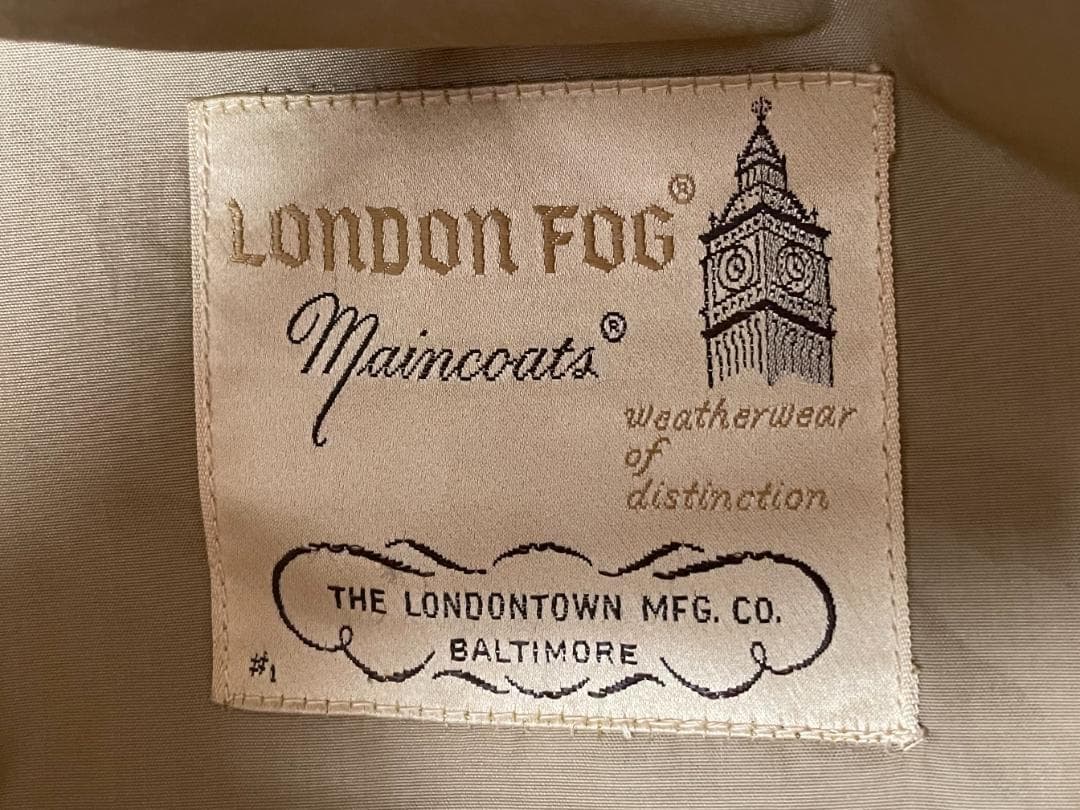 LONDON FOG®
Maincoats®
weatherwear
of
distinction
THE LONDONTOWN MFG. CO.
BALTIMORE
#1